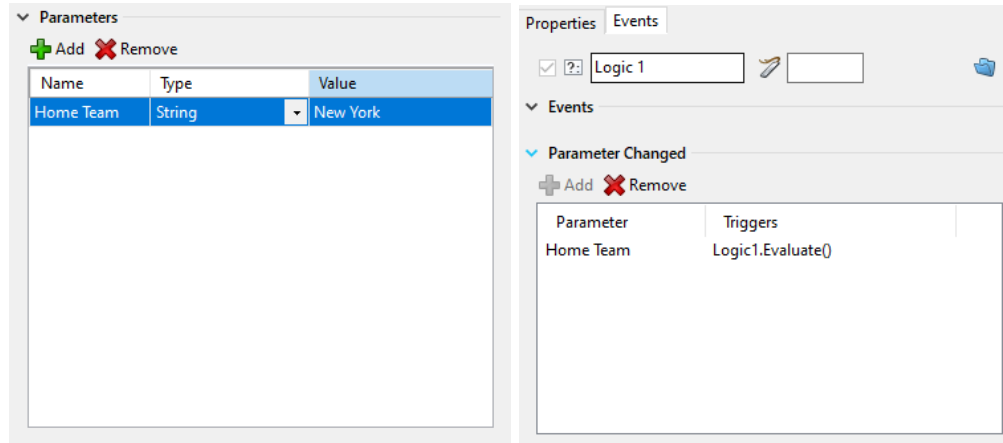 Parameters
Add Remove
Name Type Value
Home Team String New York
Properties Events
?: Logic 1
Events
Parameter Changed
Add Remove
Parameter Triggers
Home Team Logic1.Evaluate()